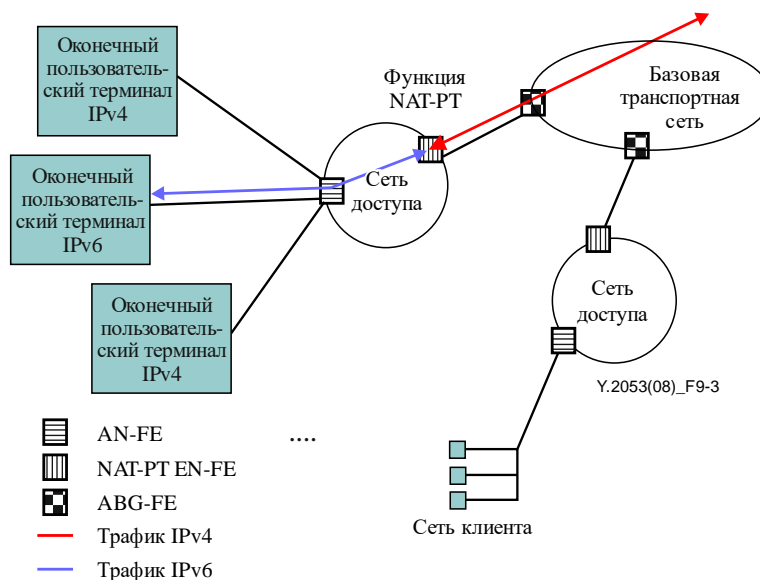 Оконечный
пользователь-
ский терминал
IPv4
Функция
NAT-PT
Базовая
транспортная
сеть
Оконечный
пользователь-
ский терминал
IPv6
Сеть
доступа
Оконечный
пользователь-
ский терминал
IPv4
Сеть
доступа
Y.2053(08)_F9-3
AN-FE
....
NAT-PT EN-FE
ABG-FE
Сеть клиента
Трафик IPv4
Трафик IPv6